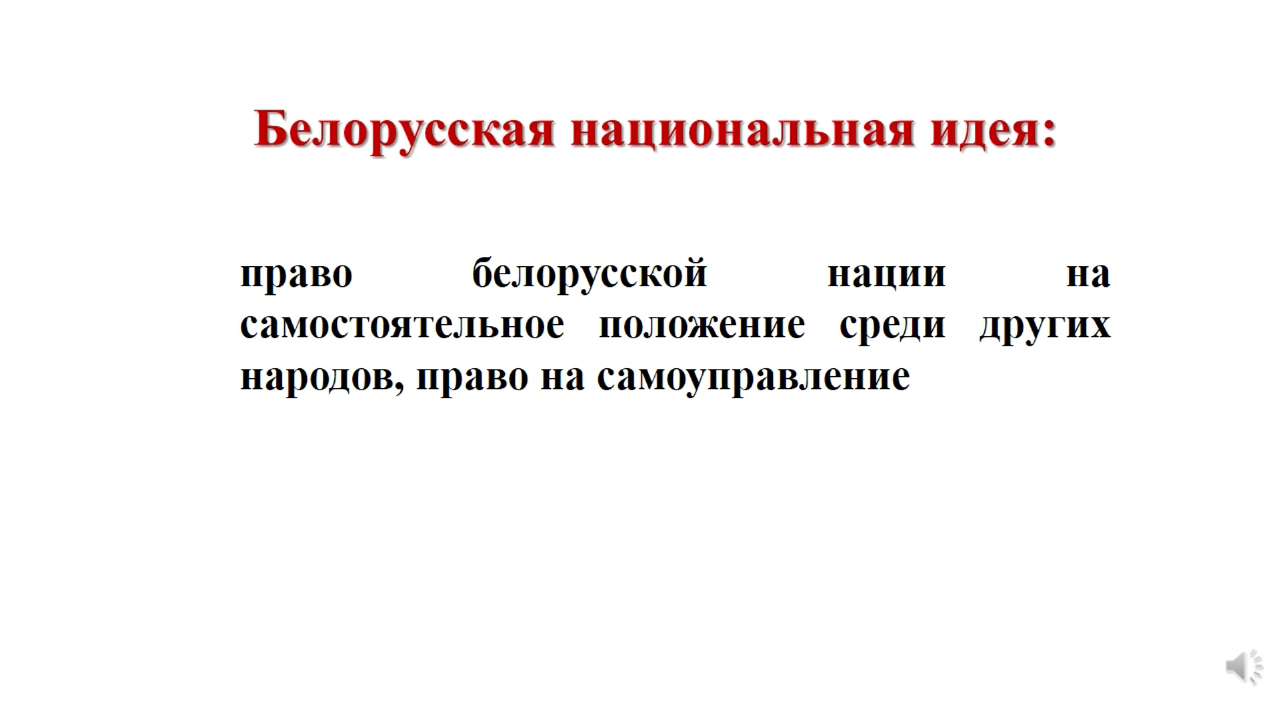 Белорусская национальная идея:
право белорусской нации на
самостоятельное положение среди других
народов, право на самоуправление